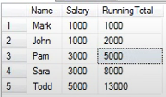 Name Salary RunningTotal
1 Mark 1000 1000
2 John 1000 2000
3 Pam 3000 5000
4 Sara 3000 8000
5 Todd 5000 13000